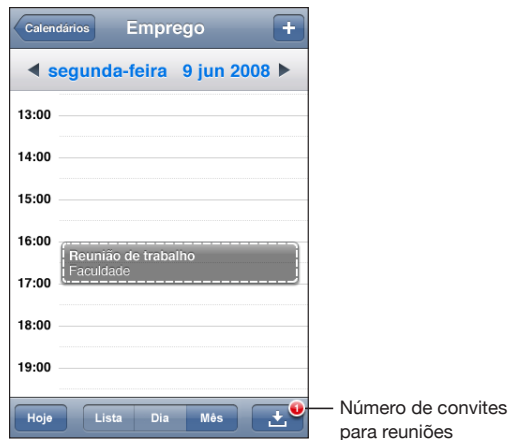 Calendários
Emprego
+
segunda-feira 9 jun 2008
13:00
14:00
15:00
16:00
Reunião de trabalho
Faculdade
17:00
18:00
19:00
Hoje
Lista
Dia
Mês
1
Número de convites
para reuniões